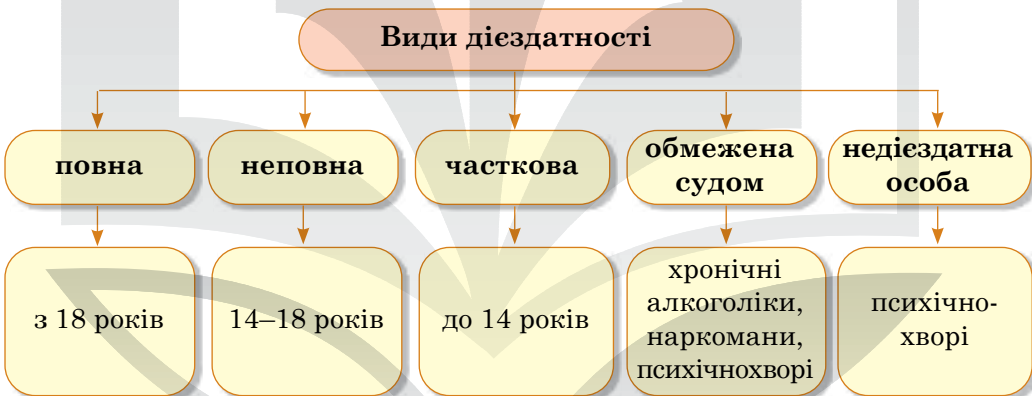 Види дієздатності
повна
неповна
часткова
обмежена
судом
недієздатна
особа
з 18 років
14–18 років
до 14 років
хронічні
алкоголіки,
наркомани,
психічнохворі
психічно-
хворі